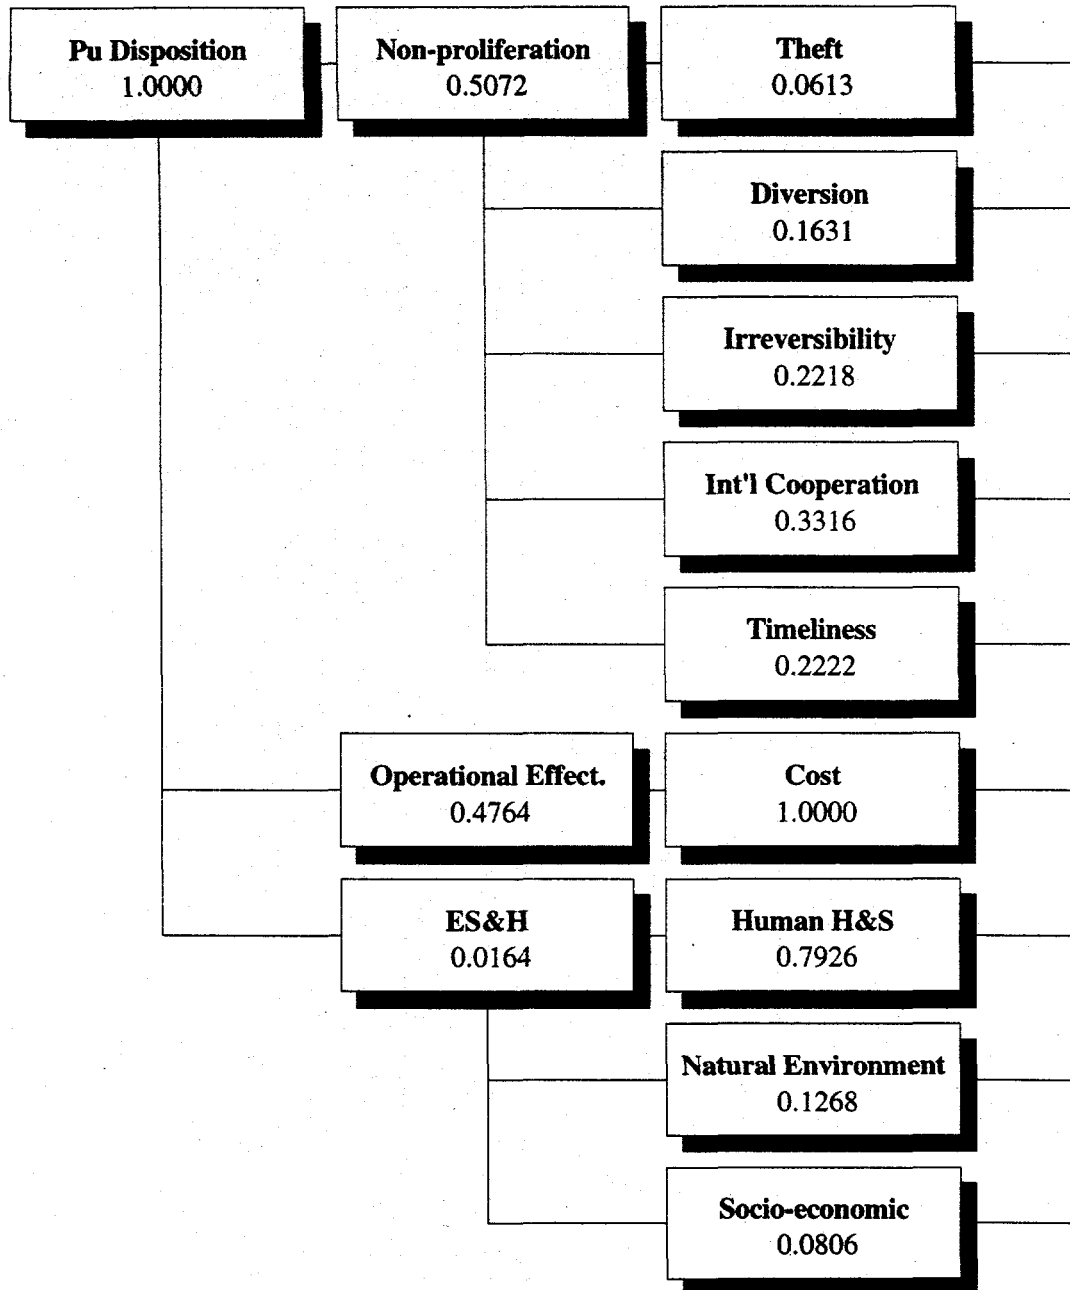 Pu Disposition
1.0000
Non-proliferation
0.5072
Theft
0.0613
Diversion
0.1631
Irreversibility
0.2218
Int'l Cooperation
0.3316
Timeliness
0.2222
Operational Effect.
0.4764
Cost
1.0000
ES&H
0.0164
Human H&S
0.7926
Natural Environment
0.1268
Socio-economic
0.0806